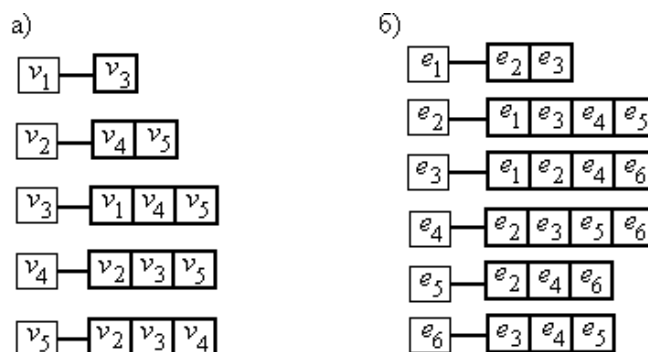 а)
v1 v3
v2 v4 v5
v3 v1 v4 v5
v4 v2 v3 v5
v5 v2 v3 v4
б)
e1 e2 e3
e2 e1 e3 e4 e5
e3 e1 e2 e4 e6
e4 e2 e3 e5 e6
e5 e2 e4 e6
e6 e3 e4 e5